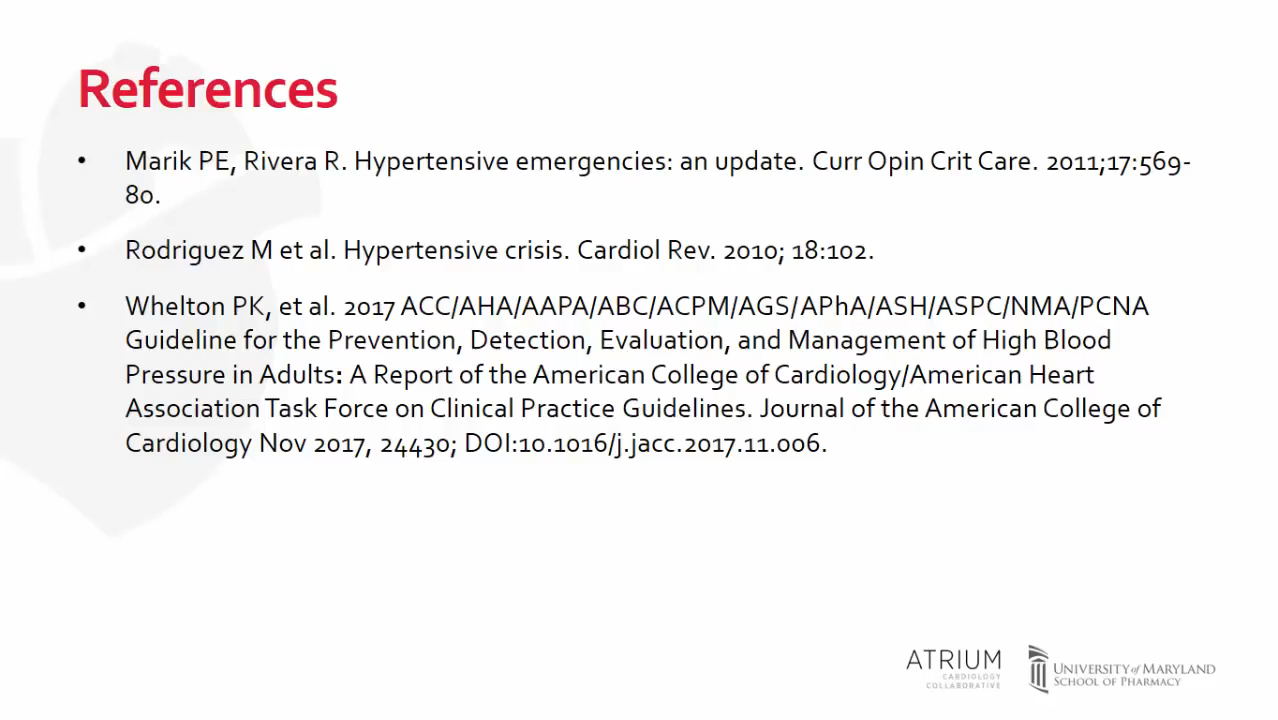 References
• Marik PE, Rivera R. Hypertensive emergencies: an update. Curr Opin Crit Care. 2011;17:569-
80.
• Rodriguez M et al. Hypertensive crisis. Cardiol Rev. 2010; 18:102.
• Whelton PK, et al. 2017 ACC/AHA/AAPA/ABC/ACPM/AGS/APhA/ASH/ASPC/NMA/PCNA
Guideline for the Prevention, Detection, Evaluation, and Management of High Blood
Pressure in Adults: A Report of the American College of Cardiology/American Heart
Association Task Force on Clinical Practice Guidelines. Journal of the American College of
Cardiology Nov 2017, 24430; DOI:10.1016/j.jacc.2017.11.006.
ATRIUM
CARDIOLOGY
COLLABORATIVE
UNIVERSITY of MARYLAND
SCHOOL OF PHARMACY